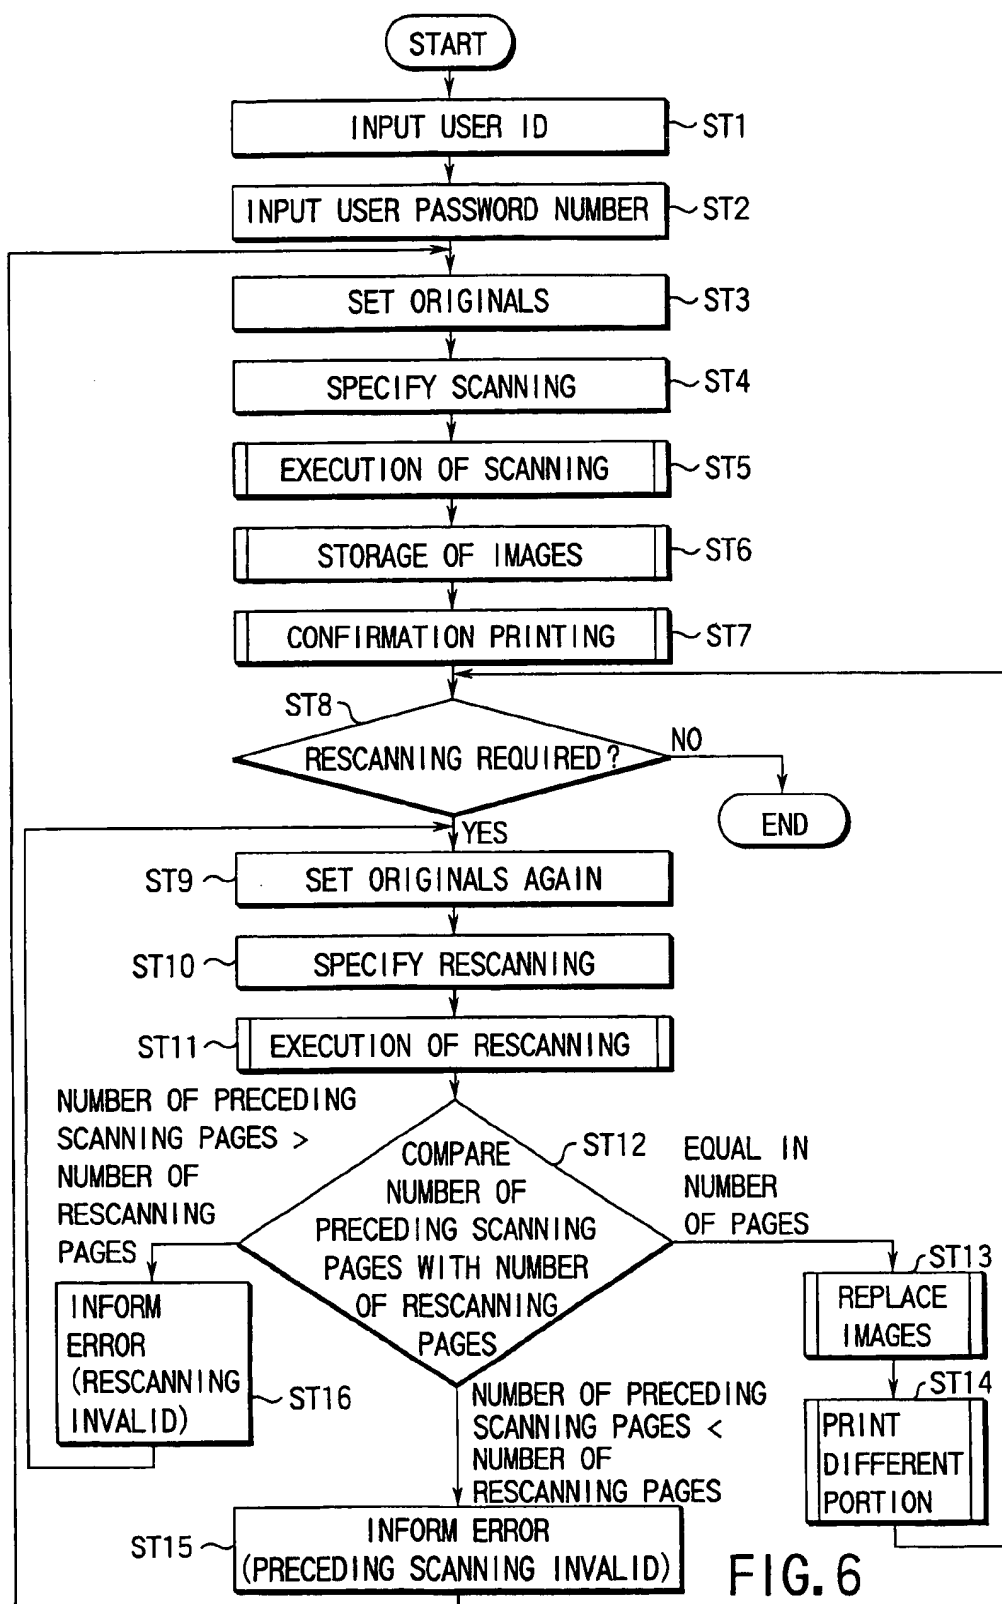 START
INPUT USER ID
ST1
INPUT USER PASSWORD NUMBER
ST2
SET ORIGINALS
ST3
SPECIFY SCANNING
ST4
EXECUTION OF SCANNING
ST5
STORAGE OF IMAGES
ST6
CONFIRMATION PRINTING
ST7
ST8
RESCANNING REQUIRED?
NO
END
YES
ST9
SET ORIGINALS AGAIN
ST10
SPECIFY RESCANNING
ST11
EXECUTION OF RESCANNING
NUMBER OF PRECEDING
SCANNING PAGES >
NUMBER OF
RESCANNING
PAGES
ST12
COMPARE
NUMBER OF
PRECEDING SCANNING
PAGES WITH NUMBER
OF RESCANNING
PAGES
EQUAL IN
NUMBER
OF PAGES
ST13
REPLACE
IMAGES
ST14
PRINT
DIFFERENT
PORTION
INFORM
ERROR
(RESCANNING
INVALID)
ST16
NUMBER OF PRECEDING
SCANNING PAGES <
NUMBER OF
RESCANNING PAGES
ST15
INFORM ERROR
(PRECEDING SCANNING INVALID)
FIG. 6